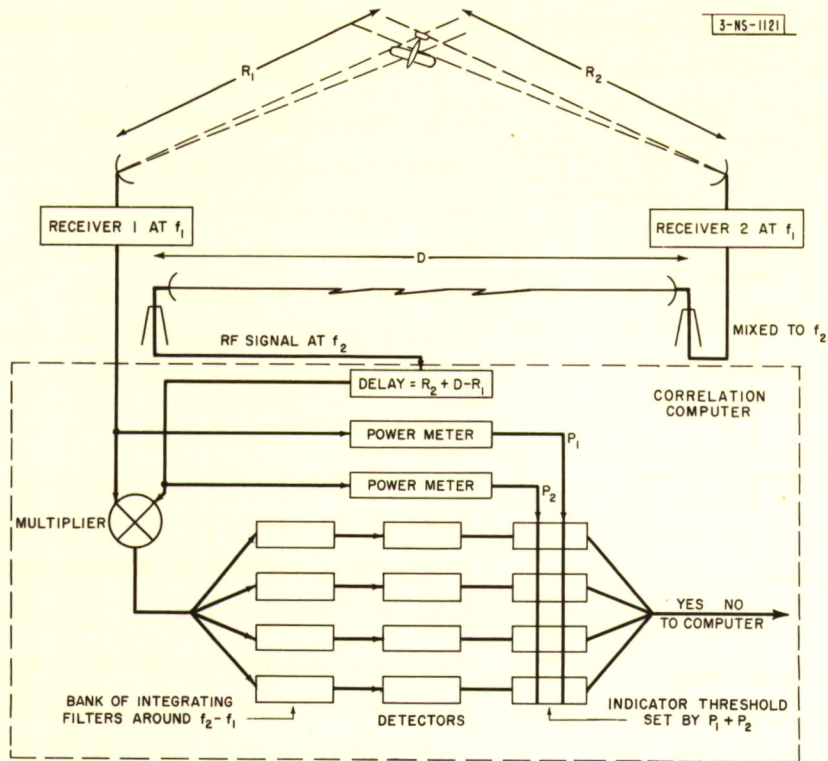 3-NS-1121
R1
R2
RECEIVER 1 AT f1
RECEIVER 2 AT f1
D
RF SIGNAL AT f2
MIXED TO f2
DELAY = R2 + D-R1
CORRELATION
COMPUTER
POWER METER
P1
POWER METER
P2
MULTIPLIER
YES NO
TO COMPUTER
BANK OF INTEGRATING
FILTERS AROUND f2-f1
DETECTORS
INDICATOR THRESHOLD
SET BY P1 + P2